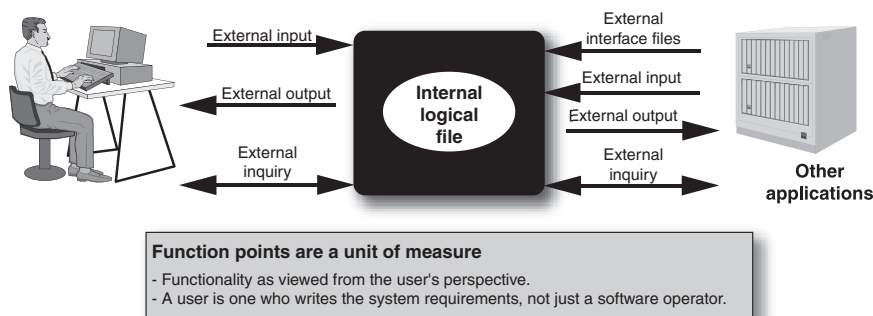 External input
External output
External
inquiry
Internal
logical
file
External
interface files
External input
External output
External
inquiry
Other
applications
Function points are a unit of measure
- Functionality as viewed from the user's perspective.
- A user is one who writes the system requirements, not just a software operator.